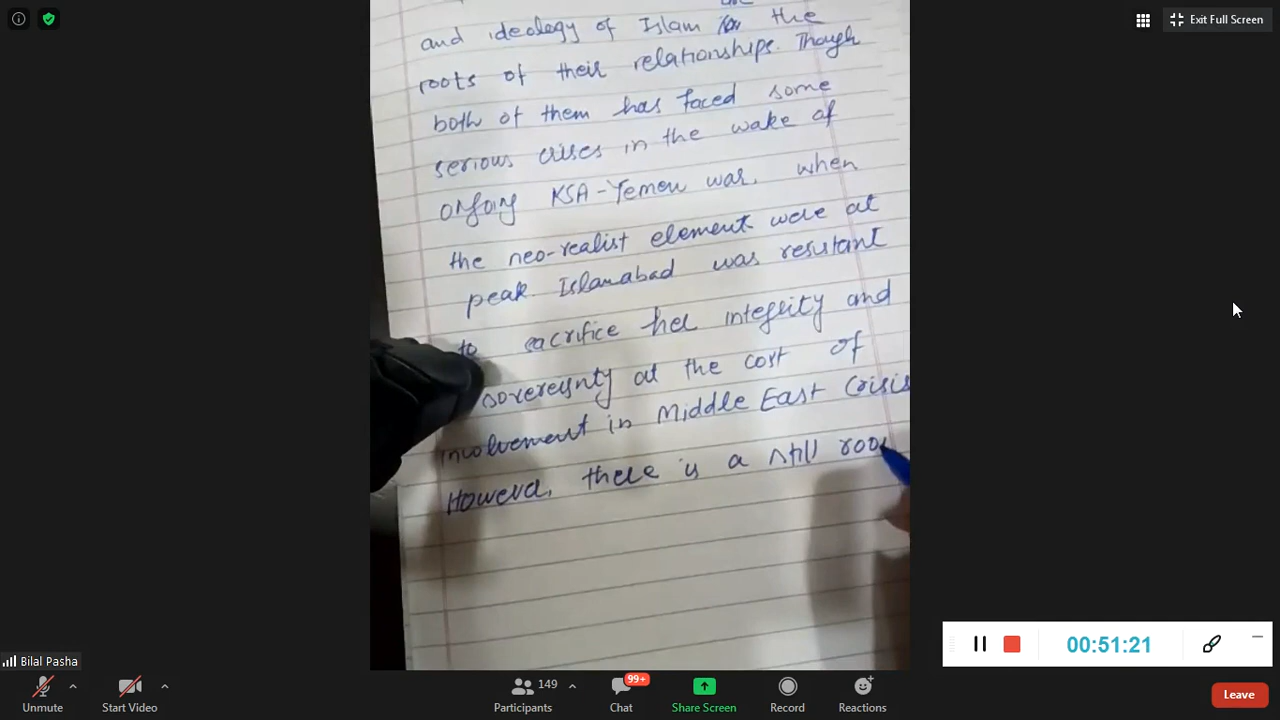 Exit Full Screen
and ideology of Islam the
roots of their relationships. Though
both of them has faced some
serious crises in the wake of
ongoing KSA-Yemen war. when
the neo-realist element were at
peak. Islamabad was resutant
to sacrifice her integrity and
sovereignty at the cost of
involvement in Middle East Crisis
However, there is a still roo
00:51:21
Bilal Pasha
Unmute
Start Video
149
Participants
99+
Chat
Share Screen
Record
Reactions
Leave